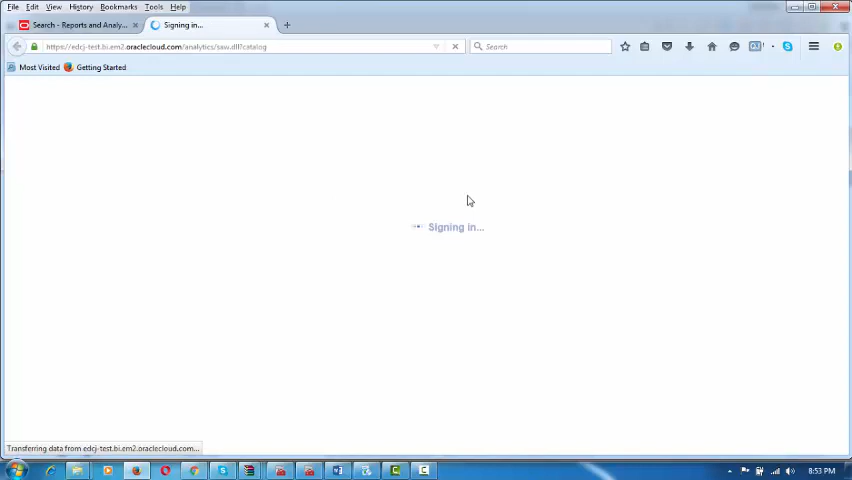 File Edit View History Bookmarks Tools Help
Search - Reports and Analy... Signing in...
https://edcj-test.bi.em2.oraclecloud.com/analytics/saw.dll?catalog Search
Most Visited Getting Started
Signing in...
Transferring data from edcj-test.bi.em2.oraclecloud.com...
8:53 PM